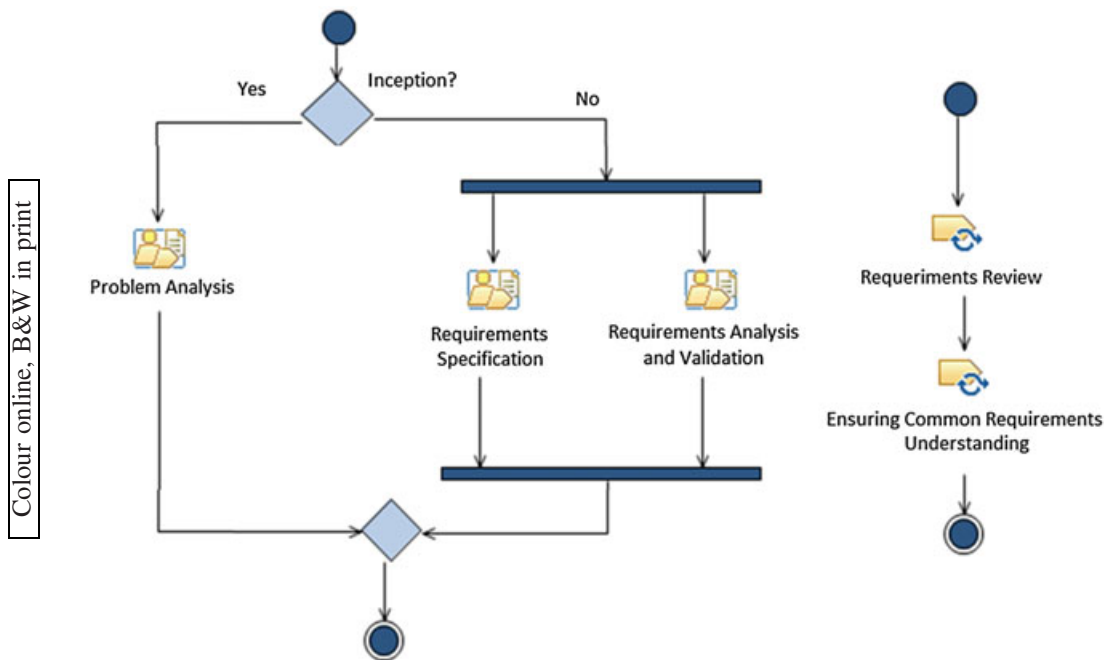 Colour online, B&W in print
Inception?
Yes
No
Problem Analysis
Requirements
Specification
Requirements Analysis
and Validation
Requeriments Review
Ensuring Common Requirements
Understanding